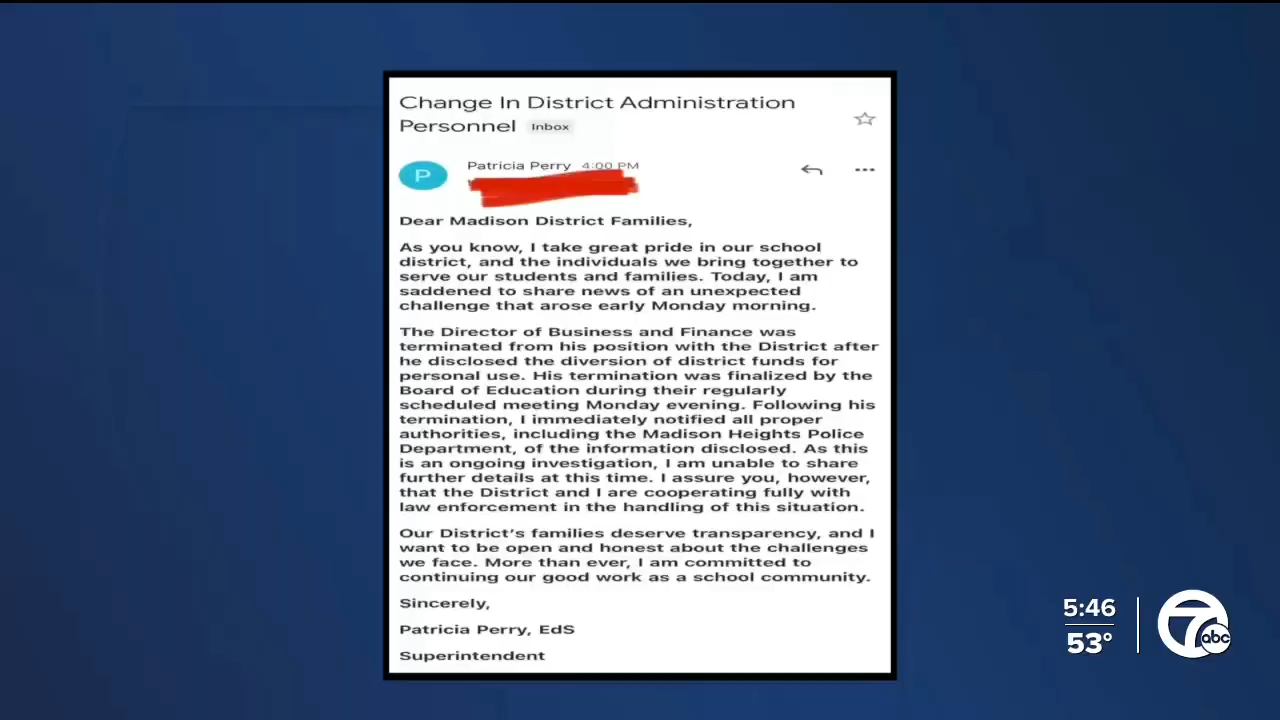 Change In District Administration
Personnel Inbox
Patricia Perry 4:00 PM
P
Dear Madison District Families,
As you know, I take great pride in our school
district, and the individuals we bring together to
serve our students and families. Today, I am
saddened to share news of an unexpected
challenge that arose early Monday morning.
The Director of Business and Finance was
terminated from his position with the District after
he disclosed the diversion of district funds for
personal use. His termination was finalized by the
Board of Education during their regularly
scheduled meeting Monday evening. Following his
termination, I immediately notified all proper
authorities, including the Madison Heights Police
Department, of the information disclosed. As this
is an ongoing investigation, I am unable to share
further details at this time. I assure you, however,
that the District and I are cooperating fully with
law enforcement in the handling of this situation.
Our District's families deserve transparency, and I
want to be open and honest about the challenges
we face. More than ever, I am committed to
continuing our good work as a school community.
Sincerely,
Patricia Perry, EdS
Superintendent
5:46
53°
7 abc